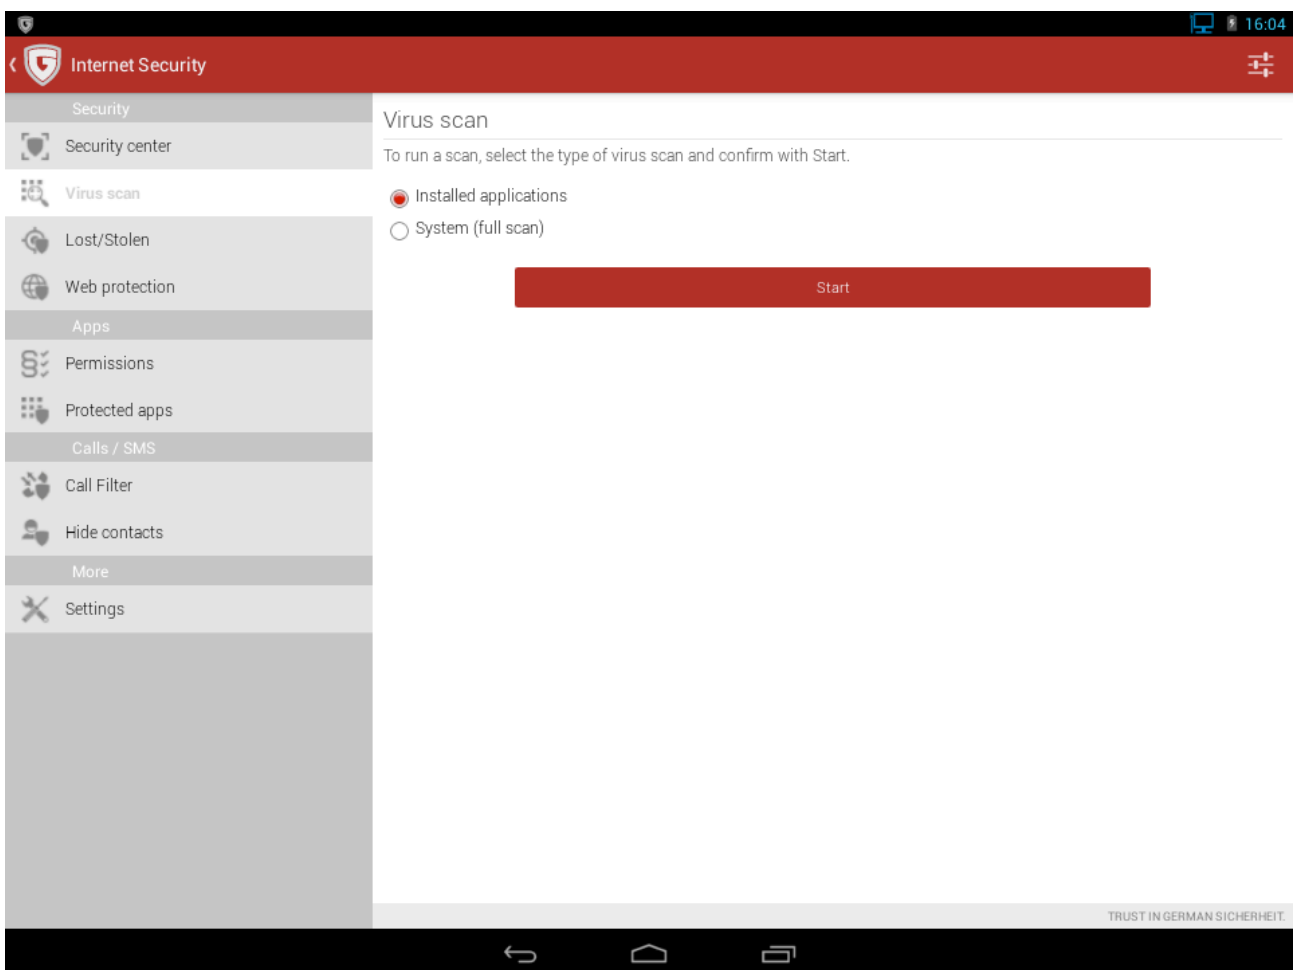 16:04
Internet Security
Security
Security center
Virus scan
Lost/Stolen
Web protection
Apps
Permissions
Protected apps
Calls / SMS
Call Filter
Hide contacts
More
Settings
Virus scan
To run a scan, select the type of virus scan and confirm with Start.
Installed applications
System (full scan)
Start
TRUST IN GERMAN SICHERHEIT.